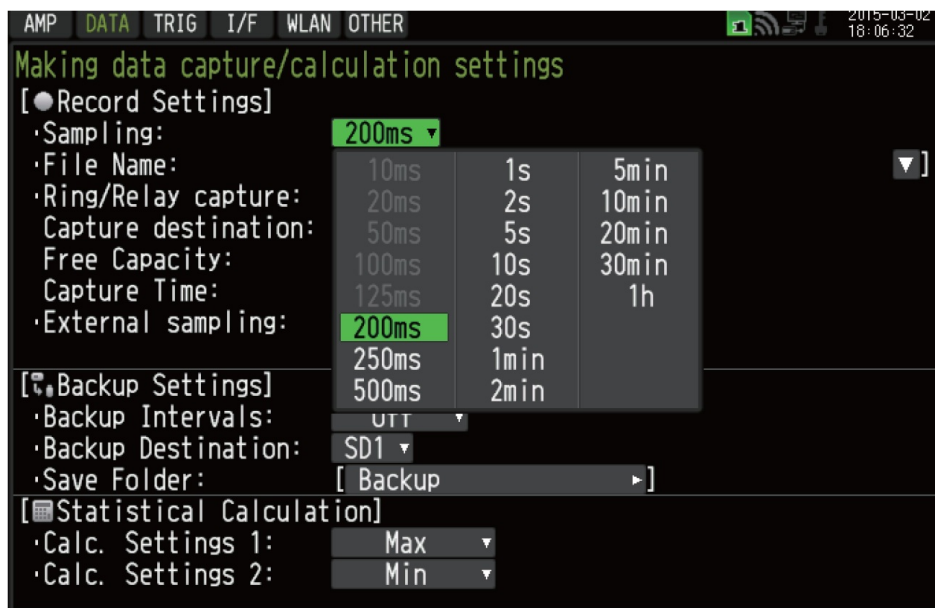 AMP DATA TRIG I/F WLAN OTHER 2015-03-02
18:06:32
Making data capture/calculation settings
[●Record Settings]
·Sampling: 200ms ▼
·File Name: ▼]
·Ring/Relay capture:
Capture destination:
Free Capacity:
Capture Time:
·External sampling:
10ms 1s 5min
20ms 2s 10min
50ms 5s 20min
100ms 10s 30min
125ms 20s 1h
200ms 30s
250ms 1min
500ms 2min
[Backup Settings]
·Backup Intervals: Off ▼
·Backup Destination: SD1 ▼
·Save Folder: [ Backup ►]
[Statistical Calculation]
·Calc. Settings 1: Max ▼
·Calc. Settings 2: Min ▼